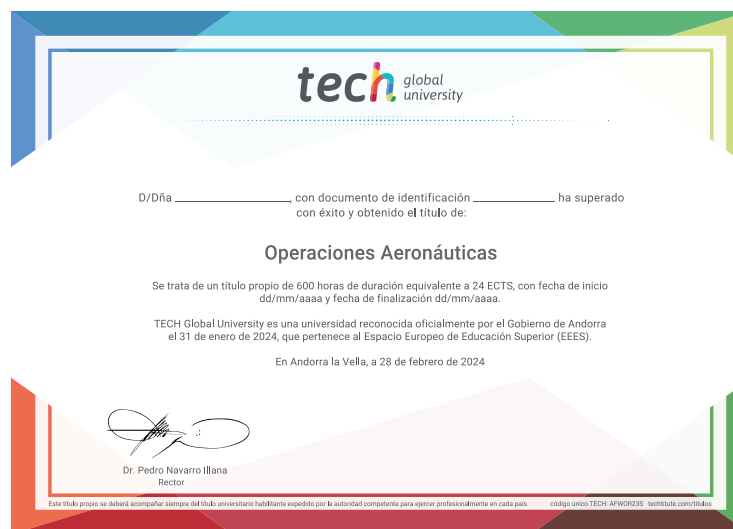 tech global
university
D/Dña ____________________, con documento de identificación ______________ ha superado
con éxito y obtenido el título de:
Operaciones Aeronáuticas
Se trata de un título propio de 600 horas de duración equivalente a 24 ECTS, con fecha de inicio
dd/mm/aaaa y fecha de finalización dd/mm/aaaa.
TECH Global University es una universidad reconocida oficialmente por el Gobierno de Andorra
el 31 de enero de 2024, que pertenece al Espacio Europeo de Educación Superior (EEES).
En Andorra la Vella, a 28 de febrero de 2024
Dr. Pedro Navarro Illana
Rector
Este título propio se deberá acompañar siempre del título universitario habilitante expedido por la autoridad competente para ejercer profesionalmente en cada país. código único TECH: AFWOR23S techtitute.com/titulos